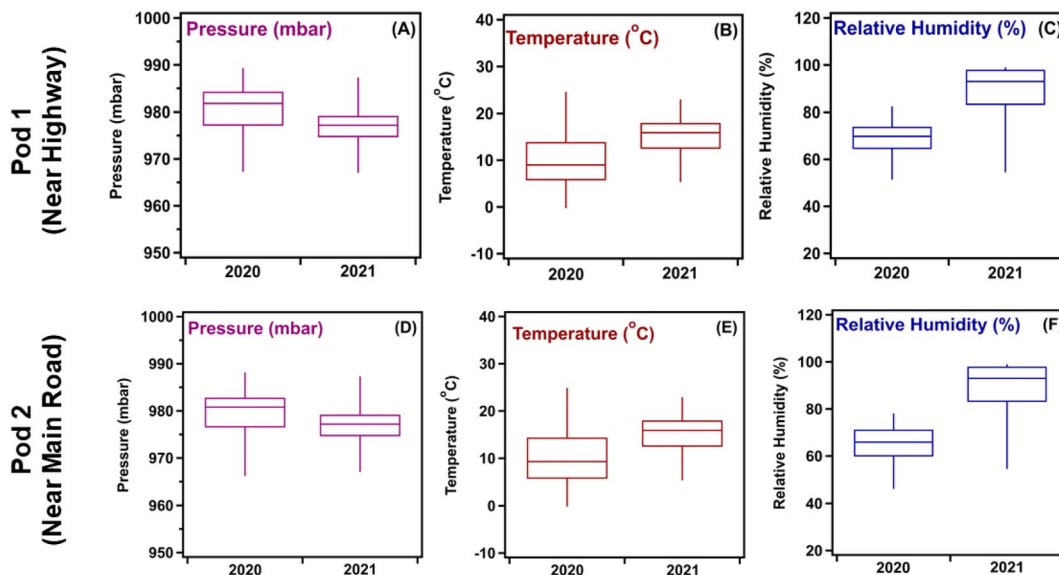 Pod 1
(Near Highway)
Pressure (mbar)
1000
990
980
970
960
950
Pressure (mbar)
(A)
2020
2021
Temperature (°C)
40
30
20
10
0
-10
Temperature (°C)
(B)
2020
2021
Relative Humidity (%)
120
100
80
60
40
20
Relative Humidity (%)
(C)
2020
2021
Pod 2
(Near Main Road)
Pressure (mbar)
1000
990
980
970
960
950
Pressure (mbar)
(D)
2020
2021
Temperature (°C)
40
30
20
10
0
-10
Temperature (°C)
(E)
2020
2021
Relative Humidity (%)
120
100
80
60
40
20
Relative Humidity (%)
(F
2020
2021